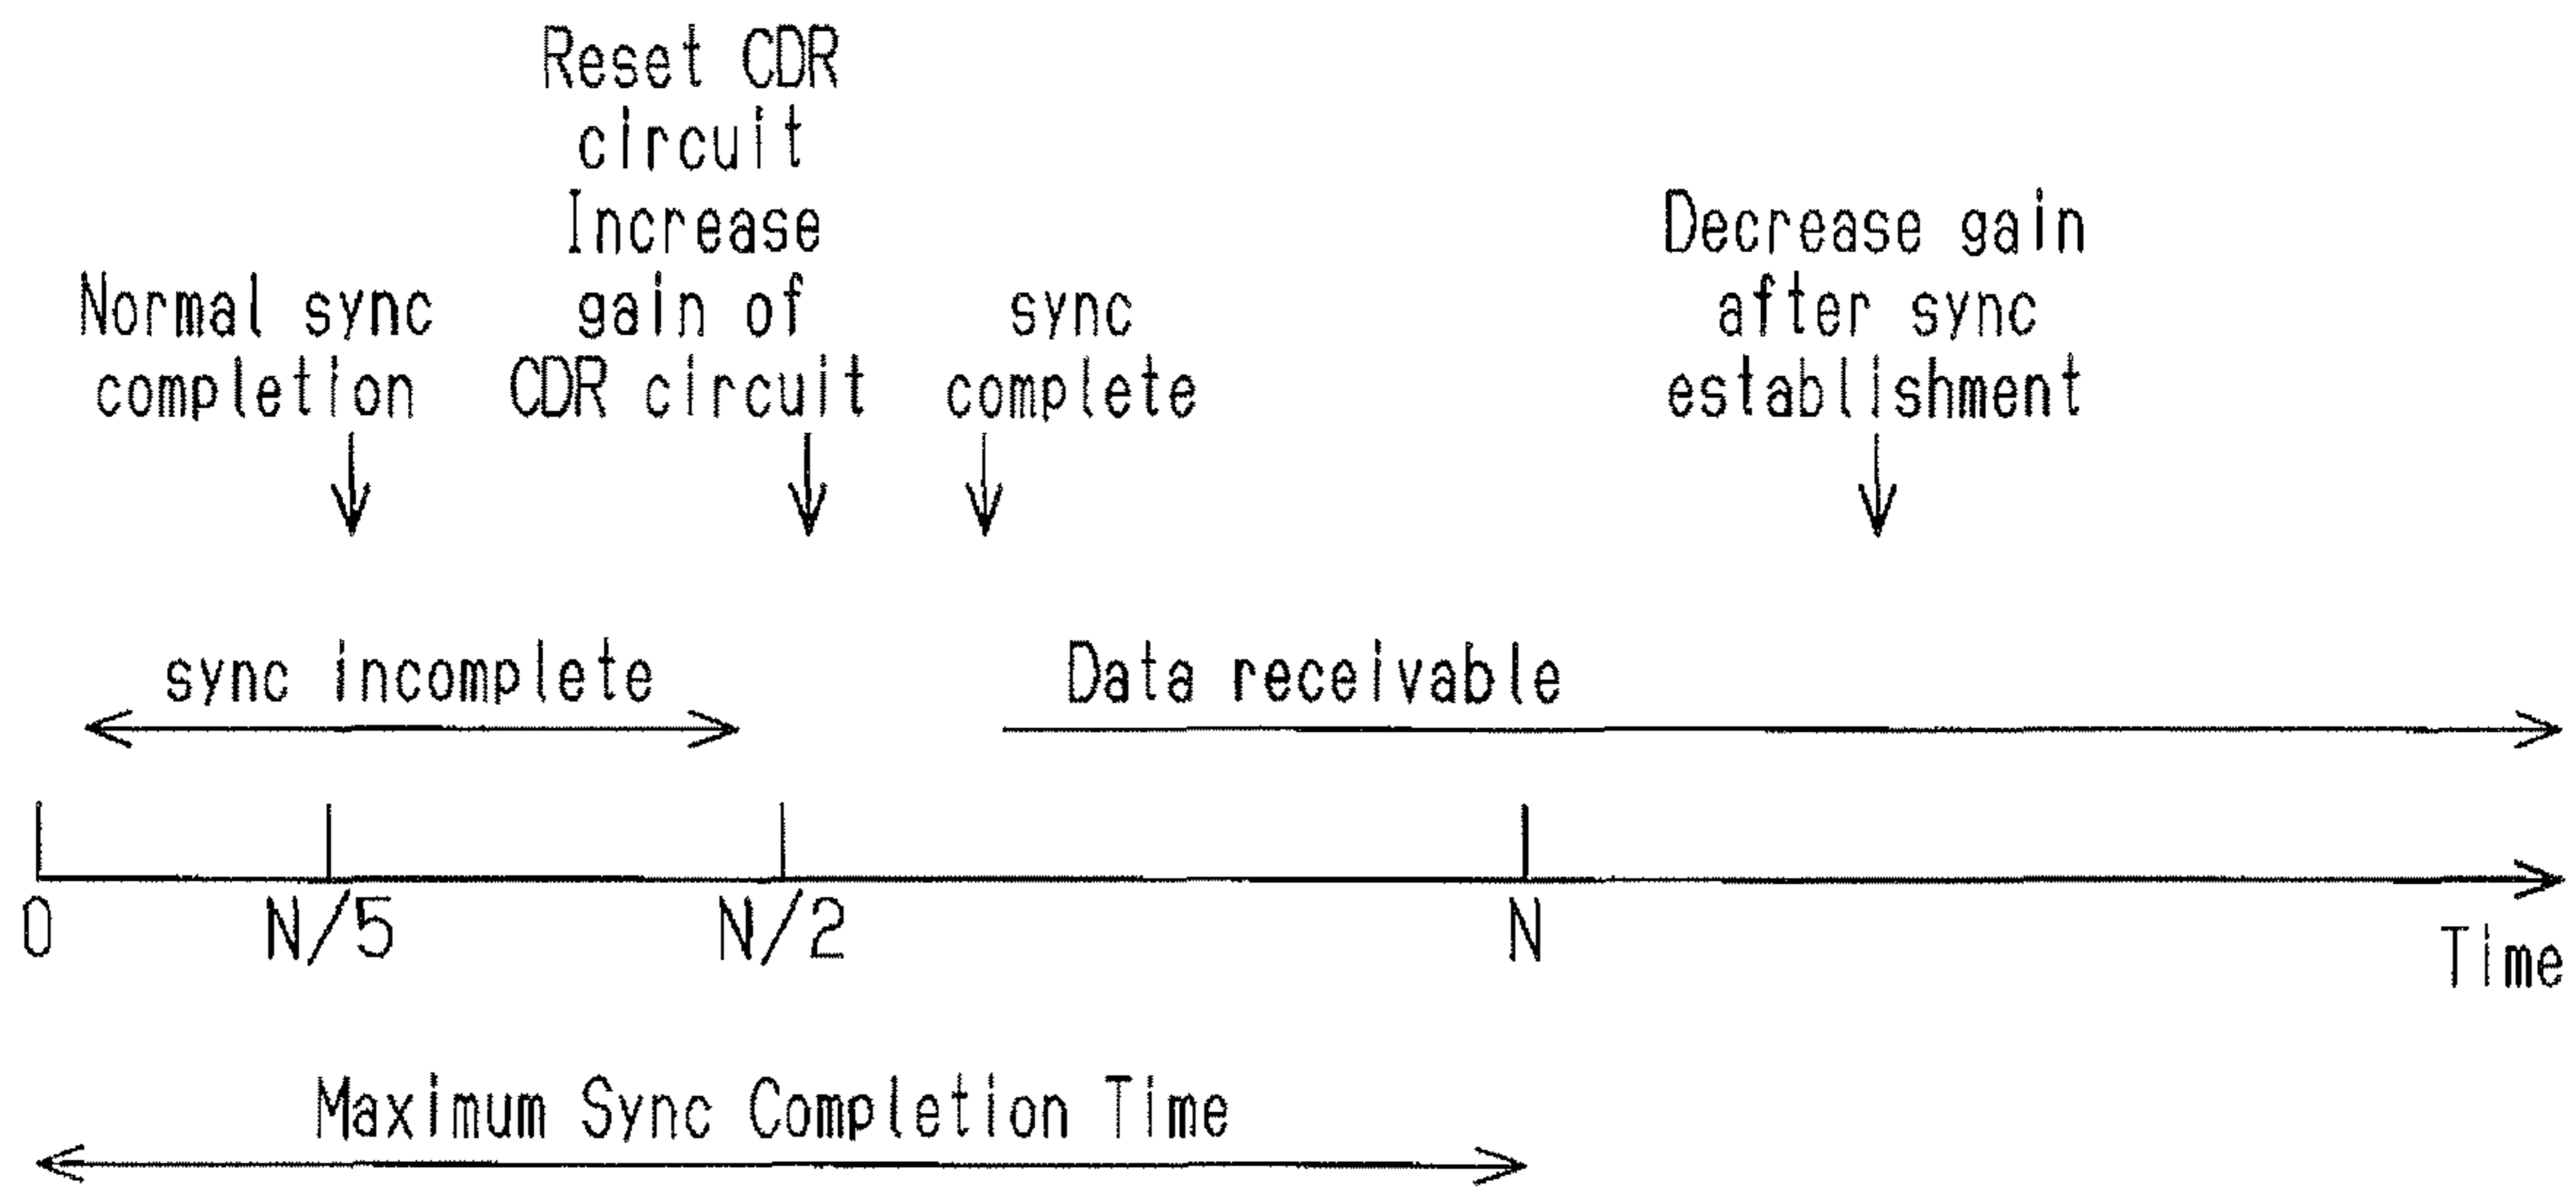 Reset CDR
circuit
Increase
gain of
CDR circuit
Normal sync
completion
sync
complete
Decrease gain
after sync
establishment
sync incomplete
Data receivable
0
N/5
N/2
N
Time
Maximum Sync Completion Time